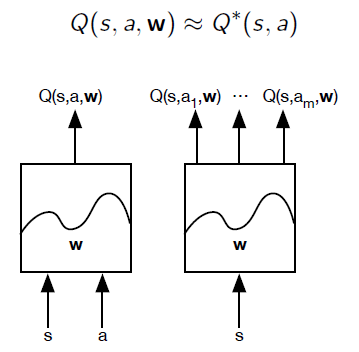 Q(s, a, w) ≈ Q*(s, a)
Q(s,a,w) Q(s,a₁,w) ··· Q(s,aₘ,w)
w w
s a s